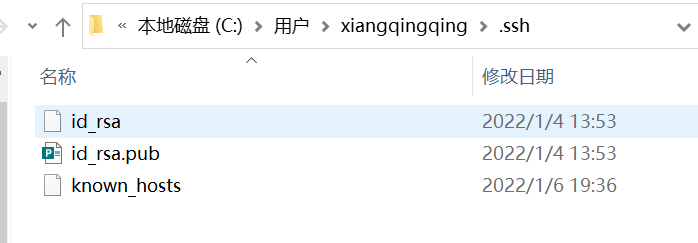 « 本地磁盘 (C:) > 用户 > xiangqingqing > .ssh
名称 修改日期
id_rsa 2022/1/4 13:53
id_rsa.pub 2022/1/4 13:53
known_hosts 2022/1/6 19:36